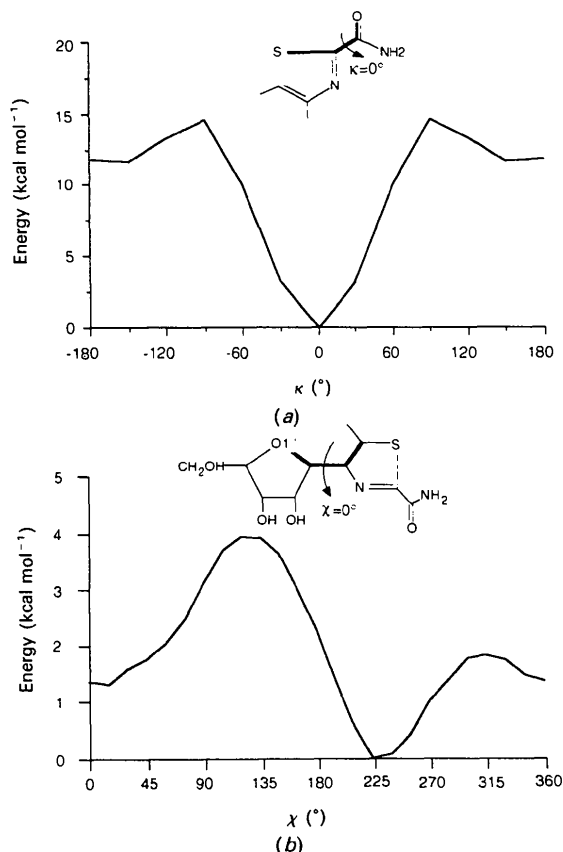 Energy (kcal mol⁻¹)
20
15
10
5
0
O
S
NH2
κ=0°
N
-180 -120 -60 0 60 120 180
κ (°)
(a)
Energy (kcal mol⁻¹)
5
4
3
2
1
0
O1'
S
CH₂OH
N
NH₂
OH OH
χ=0°
O
0 45 90 135 180 225 270 315 360
χ (°)
(b)